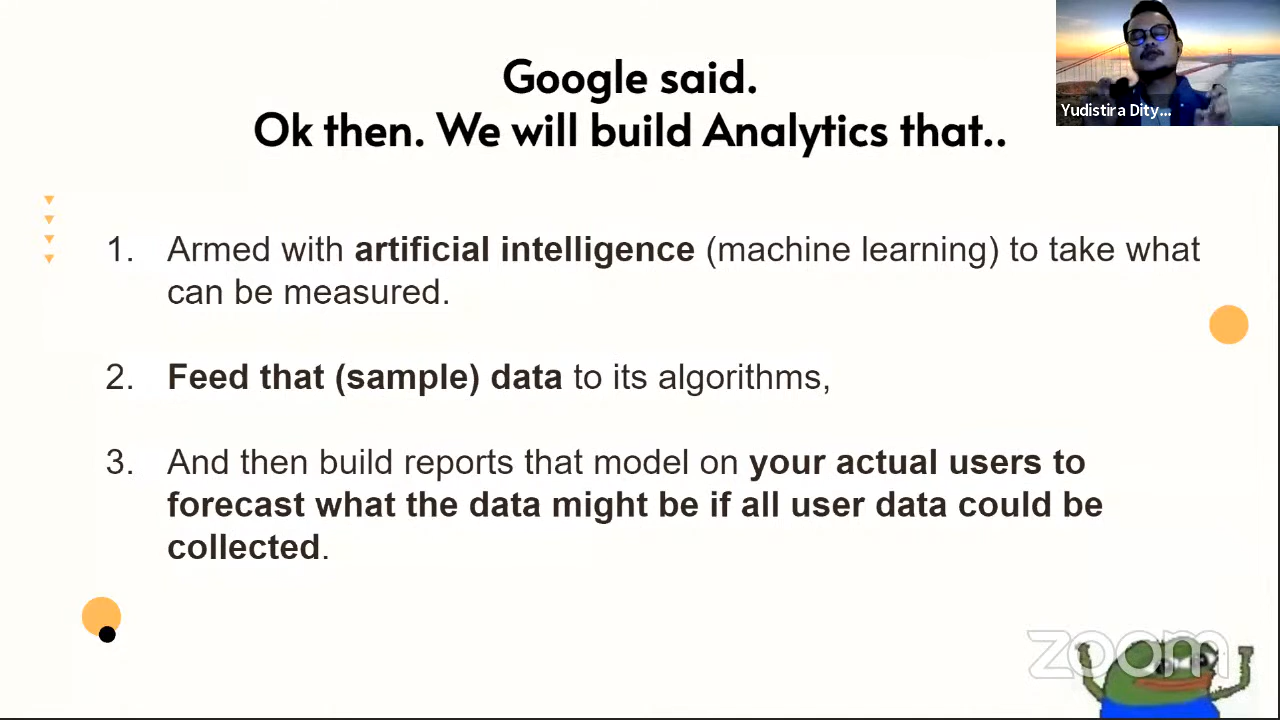 Google said.
Ok then. We will build Analytics that..
Yudistira Dity...
1. Armed with artificial intelligence (machine learning) to take what
can be measured.
2. Feed that (sample) data to its algorithms,
3. And then build reports that model on your actual users to
forecast what the data might be if all user data could be
collected.
zoom